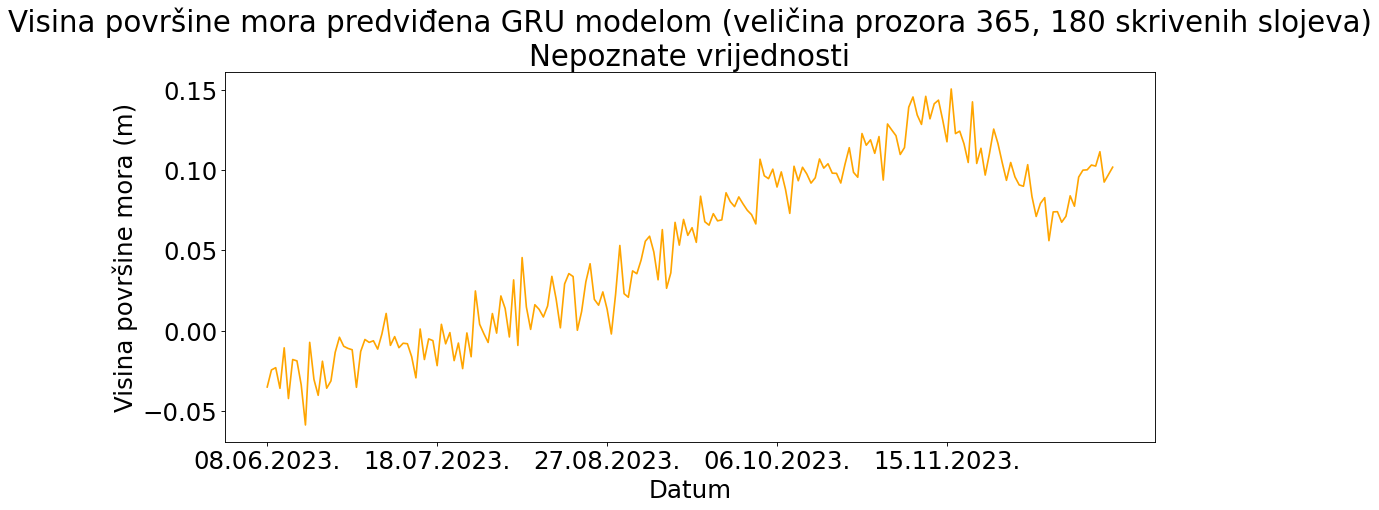 Visina površine mora predviđena GRU modelom (veličina prozora 365, 180 skrivenih slojeva)
Nepoznate vrijednosti
Visina površine mora (m)
0.15
0.10
0.05
0.00
−0.05
08.06.2023. 18.07.2023. 27.08.2023. 06.10.2023. 15.11.2023.
Datum